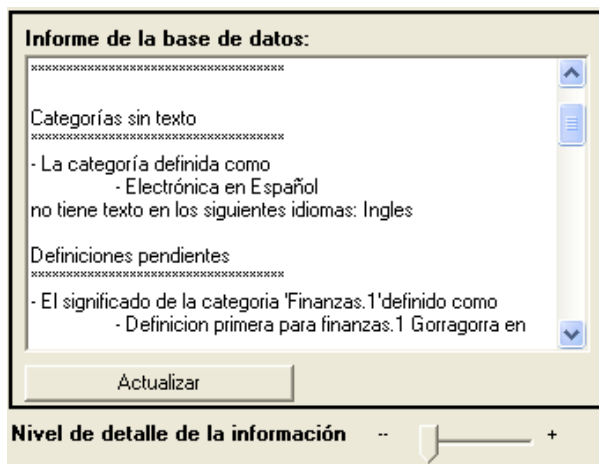 Informe de la base de datos:
************************************
Categorías sin texto
************************************
- La categoría definida como
- Electrónica en Español
no tiene texto en los siguientes idiomas: Ingles
Definiciones pendientes
************************************
- El significado de la categoria 'Finanzas.1'definido como
- Definicion primera para finanzas.1 Gorragorra en
Actualizar
Nivel de detalle de la información -- +